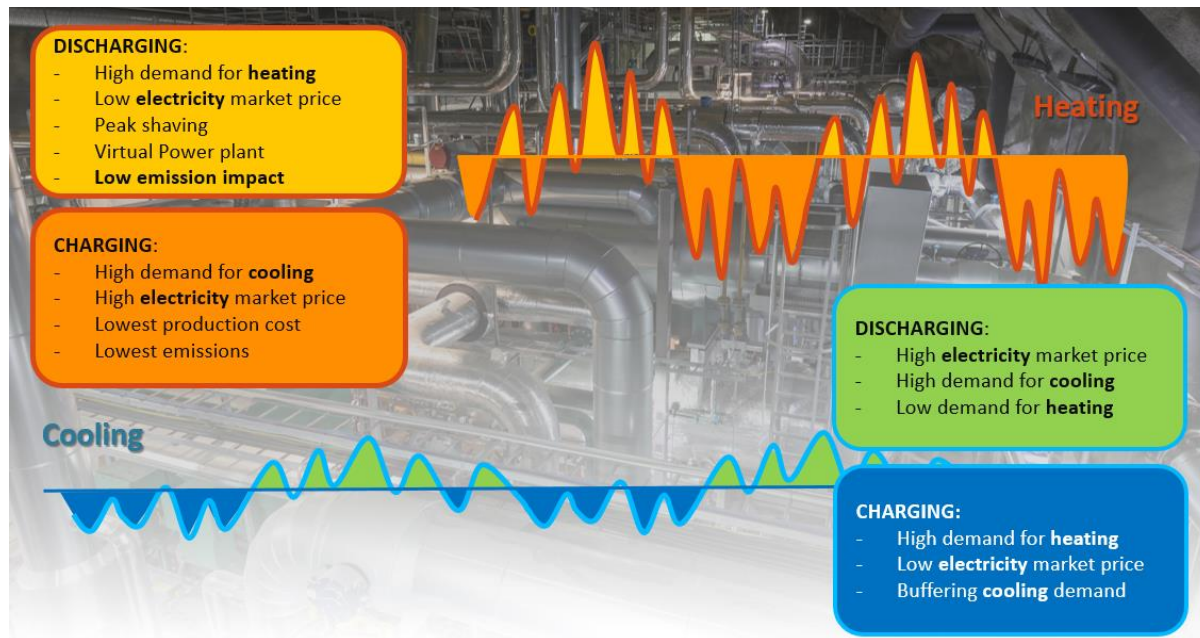 DISCHARGING:
- High demand for heating
- Low electricity market price
- Peak shaving
- Virtual Power plant
- Low emission impact
Heating
CHARGING:
- High demand for cooling
- High electricity market price
- Lowest production cost
- Lowest emissions
DISCHARGING:
- High electricity market price
- High demand for cooling
- Low demand for heating
Cooling
CHARGING:
- High demand for heating
- Low electricity market price
- Buffering cooling demand